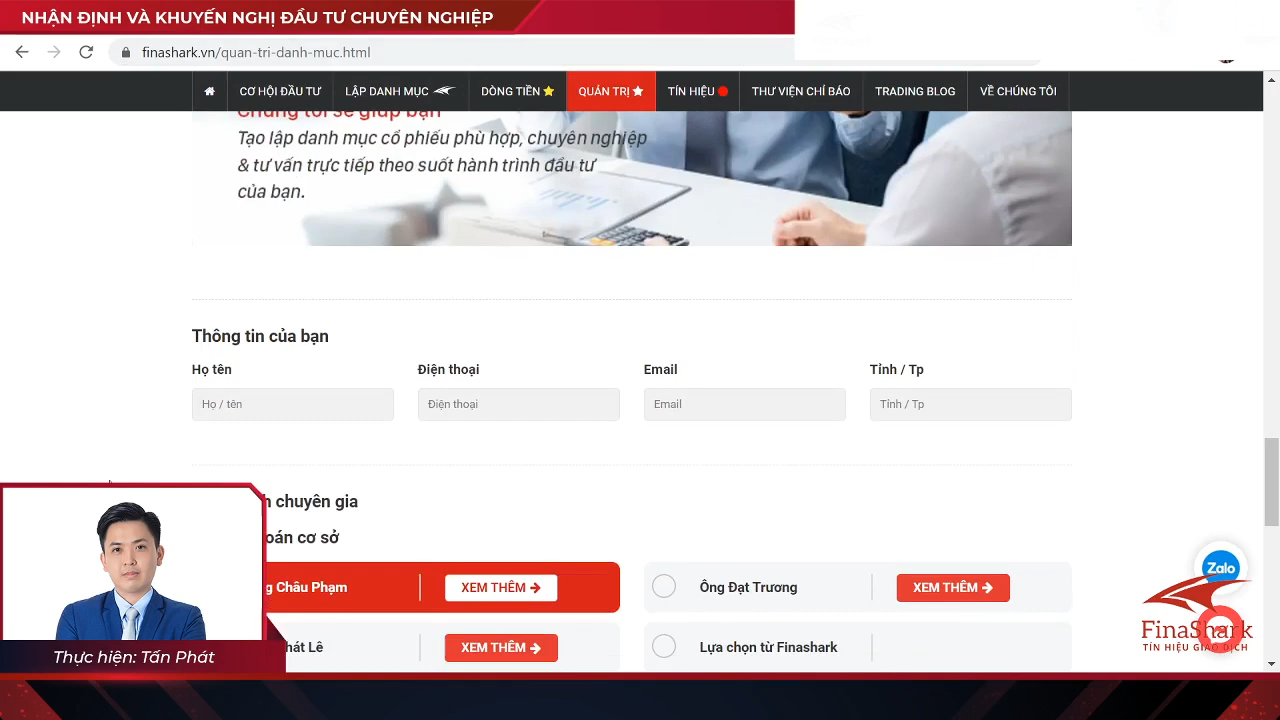 NHẬN ĐỊNH VÀ KHUYẾN NGHỊ ĐẦU TƯ CHUYÊN NGHIỆP
finashark.vn/quan-tri-danh-muc.html
CƠ HỘI ĐẦU TƯ LẬP DANH MỤC DÒNG TIỀN QUẢN TRỊ TÍN HIỆU THƯ VIỆN CHỈ BÁO TRADING BLOG VỀ CHÚNG TÔI
Chúng tôi sẽ giúp bạn
Tạo lập danh mục cổ phiếu phù hợp, chuyên nghiệp
& tư vấn trực tiếp theo suốt hành trình đầu tư
của bạn.
Thông tin của bạn
Họ tên Điện thoại Email Tỉnh / Tp
Họ / tên Điện thoại Email Tỉnh / Tp
chuyên gia
cơ sở
Châu Phạm XEM THÊM Ông Đạt Trương XEM THÊM
Lê XEM THÊM Lựa chọn từ Finashark
Zalo
FinaShark
TÍN HIỆU GIAO DỊCH
Thực hiện: Tấn Phát